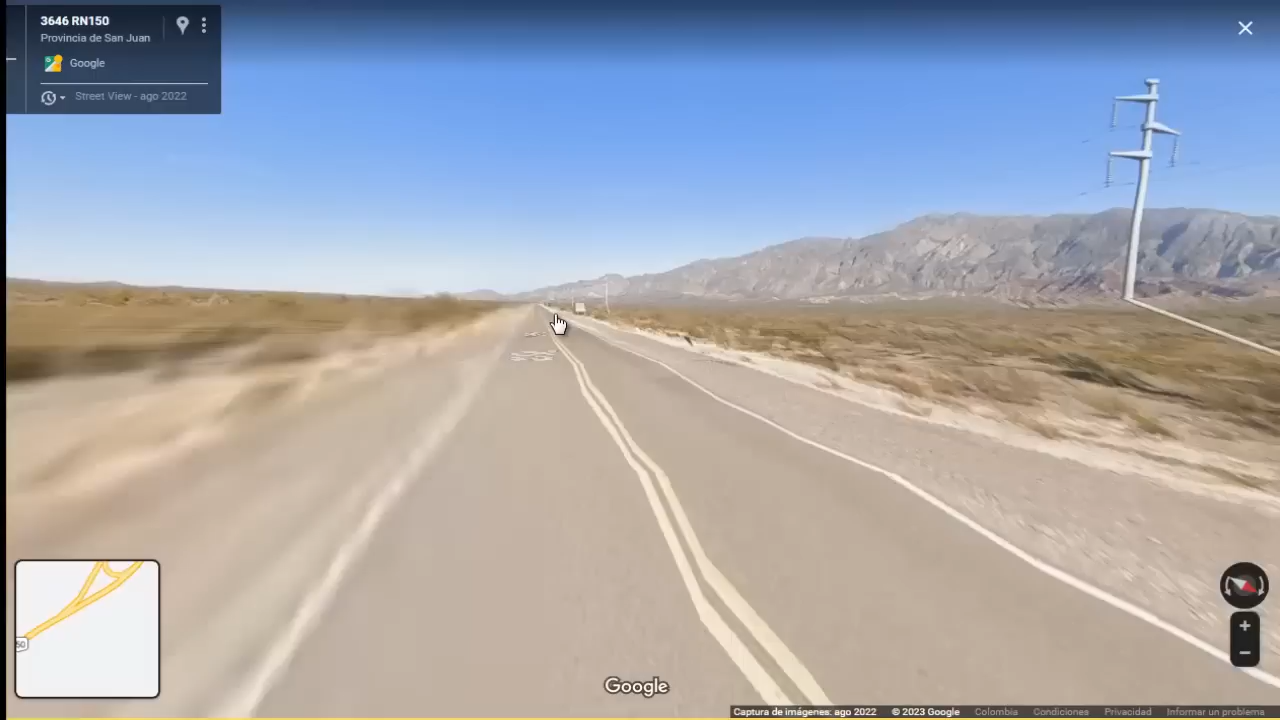 3646 RN150
Provincia de San Juan
Google
Street View - ago 2022
50
Google
Captura de imágenes: ago 2022 © 2023 Google Colombia Condiciones Privacidad Informar un problema